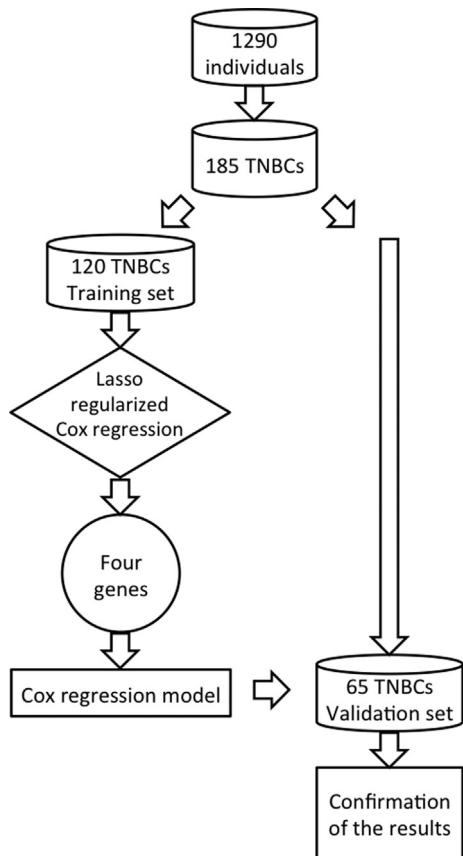 1290
individuals
185 TNBCs
120 TNBCs
Training set
Lasso
regularized
Cox regression
Four
genes
Cox regression model
65 TNBCs
Validation set
Confirmation
of the results